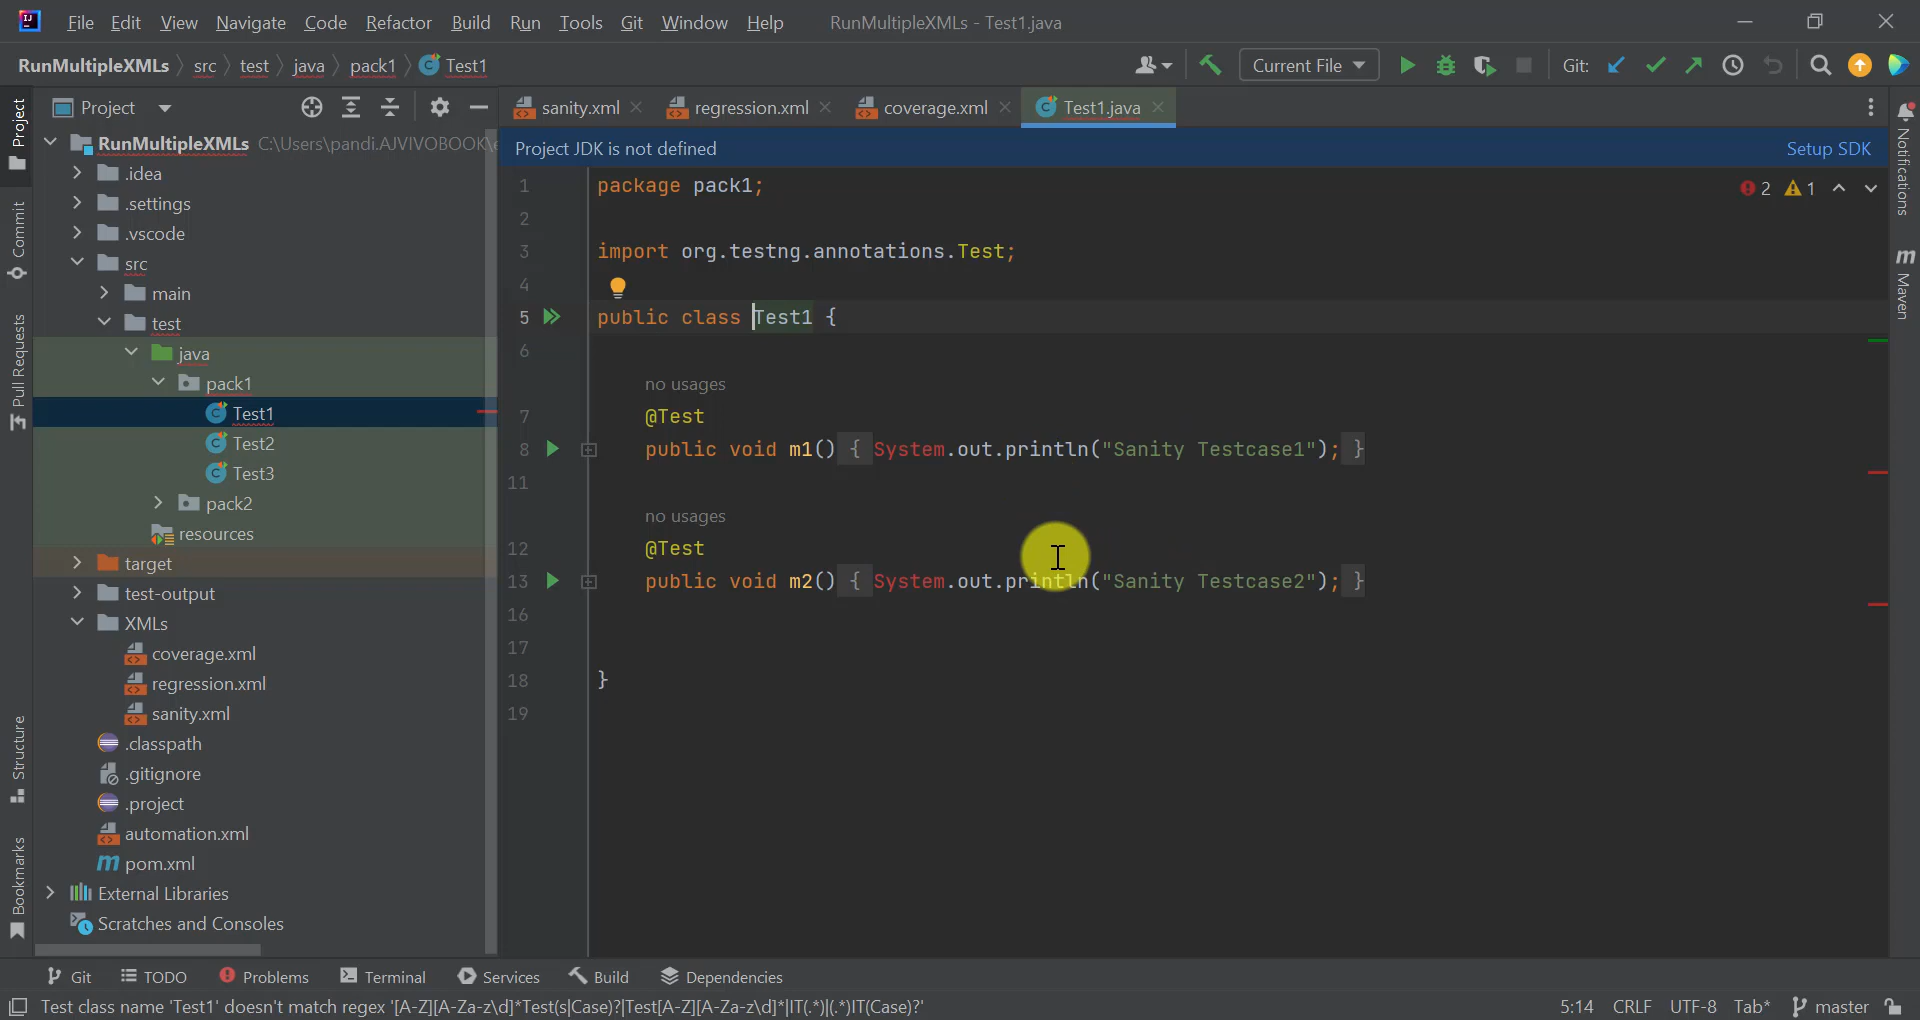 File Edit View Navigate Code Refactor Build Run Tools Git Window Help RunMultipleXMLs - Test1.java
RunMultipleXMLs src test java pack1 Test1 Current File Git:
Project
sanity.xml regression.xml coverage.xml Test1.java
Project JDK is not defined Setup SDK
RunMultipleXMLs C:\Users\pandi.AJVIVOBOOK\
.idea
.settings
.vscode
src
main
test
java
pack1
Test1
Test2
Test3
pack2
resources
target
test-output
XMLs
coverage.xml
regression.xml
sanity.xml
.classpath
.gitignore
.project
automation.xml
pom.xml
External Libraries
Scratches and Consoles
1 package pack1;
2
3 import org.testng.annotations.Test;
4
5 public class Test1 {
6
no usages
7 @Test
8 public void m1() { System.out.println("Sanity Testcase1"); }
11
no usages
12 @Test
13 public void m2() { System.out.println("Sanity Testcase2"); }
16
17
18 }
19
2 1
Project
Commit
Pull Requests
Structure
Bookmarks
Notifications
m Maven
Git TODO Problems Terminal Services Build Dependencies
Test class name 'Test1' doesn't match regex '[A-Z][A-Za-z\d]*Test(s|Case)?|Test[A-Z][A-Za-z\d]*|IT(.*)|(.*)IT(Case)?' 5:14 CRLF UTF-8 Tab* master